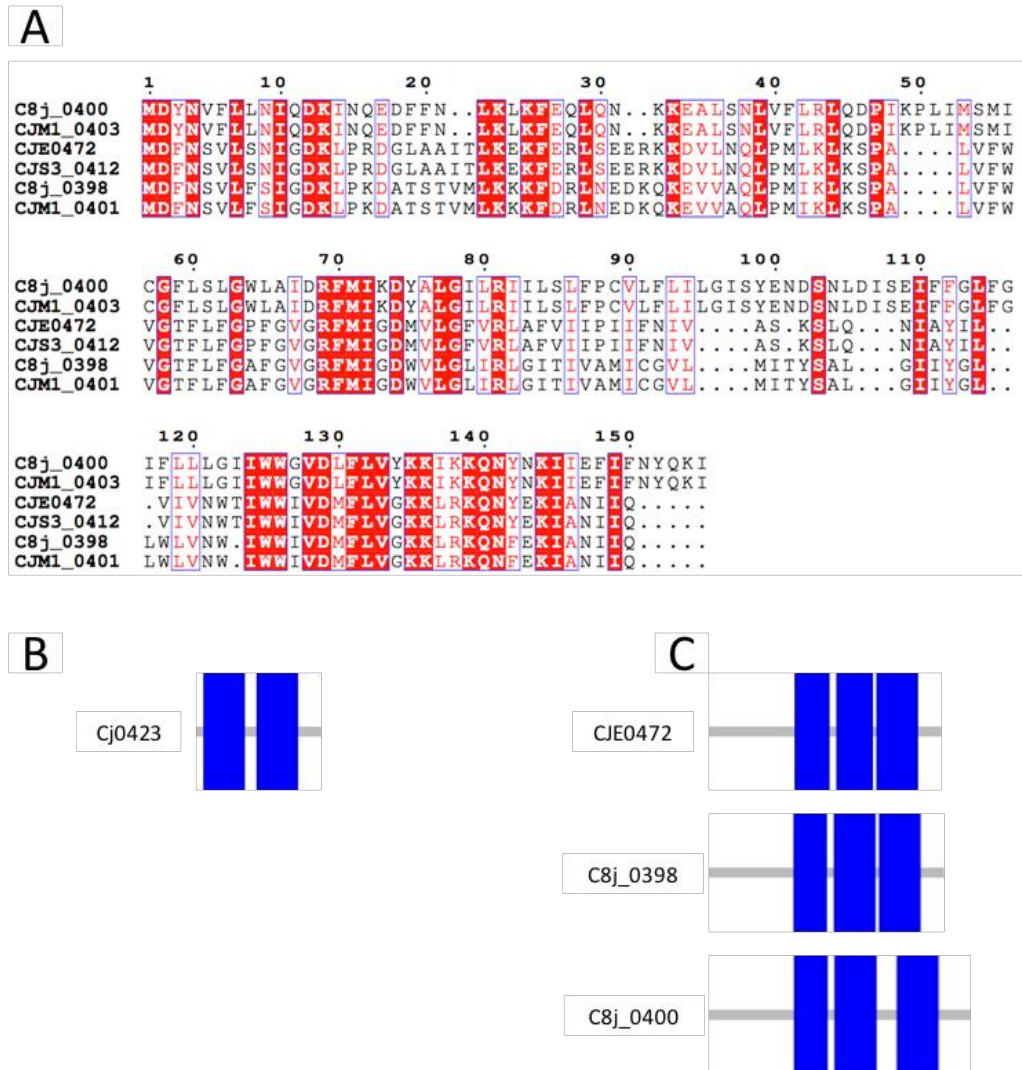 A
1 10 20 30 40 50
C8j_0400 MDYNVFLLNIQDKINQEDFFN..LKLKFEQLQN..KKEALSNLVFLRLQDPIKPLIMSMI
CJM1_0403 MDYNVFLLNIQDKINQEDFFN..LKLKFEQLQN..KKEALSNLVFLRLQDPIKPLIMSMI
CJE0472 MDFNSVLSNIGDKLPRDGLAAITLKEKFERLSEERKKDVLNQLPMLKLKSPA....LVFW
CJS3_0412 MDFNSVLSNIGDKLPRDGLAAITLKEKFERLSEERKKDVLNQLPMLKLKSPA....LVFW
C8j_0398 MDFNSVLFSIGDKLPKDATSTVMLKKKFDRLNEDKQKEVVAQLPMIKLKSPA....LVFW
CJM1_0401 MDFNSVLFSIGDKLPKDATSTVMLKKKFDRLNEDKQKEVVAQLPMIKLKSPA....LVFW
60 70 80 90 100 110
C8j_0400 CGFLSLGWLAIDRFMIKDYALGILRIILSLFPCVLFLILGISYENDSNLDISEIFFGLFG
CJM1_0403 CGFLSLGWLAIDRFMIKDYALGILRIILSLFPCVLFLILGISYENDSNLDISEIFFGLFG
CJE0472 VGTFLFGPFGVGRFMIGDMVLGFVRLAFVIIPIIFNIV....AS.KSLQ...NIAYIL..
CJS3_0412 VGTFLFGPFGVGRFMIGDMVLGFVRLAFVIIPIIFNIV....AS.KSLQ...NIAYIL..
C8j_0398 VGTFLFGAFGVGRFMIGDWVLGLIRLGITIVAMICGVL....MITYSAL...GIIYGL..
CJM1_0401 VGTFLFGAFGVGRFMIGDWVLGLIRLGITIVAMICGVL....MITYSAL...GIIYGL..
120 130 140 150
C8j_0400 IFLLLGIIWWGVDLFLVYKKIKKQNYNKIIEFIFNYQKI
CJM1_0403 IFLLLGIIWWGVDLFLVYKKIKKQNYNKIIEFIFNYQKI
CJE0472 .VIVNWTIWWIVDMFLVGKKLRKQNYEKIANIIQ.....
CJS3_0412 .VIVNWTIWWIVDMFLVGKKLRKQNYEKIANIIQ.....
C8j_0398 LWLVNW.IWWIVDMFLVGKKLRKQNFEKIANIIQ.....
CJM1_0401 LWLVNW.IWWIVDMFLVGKKLRKQNFEKIANIIQ.....
B
Cj0423
C
CJE0472
C8j_0398
C8j_0400